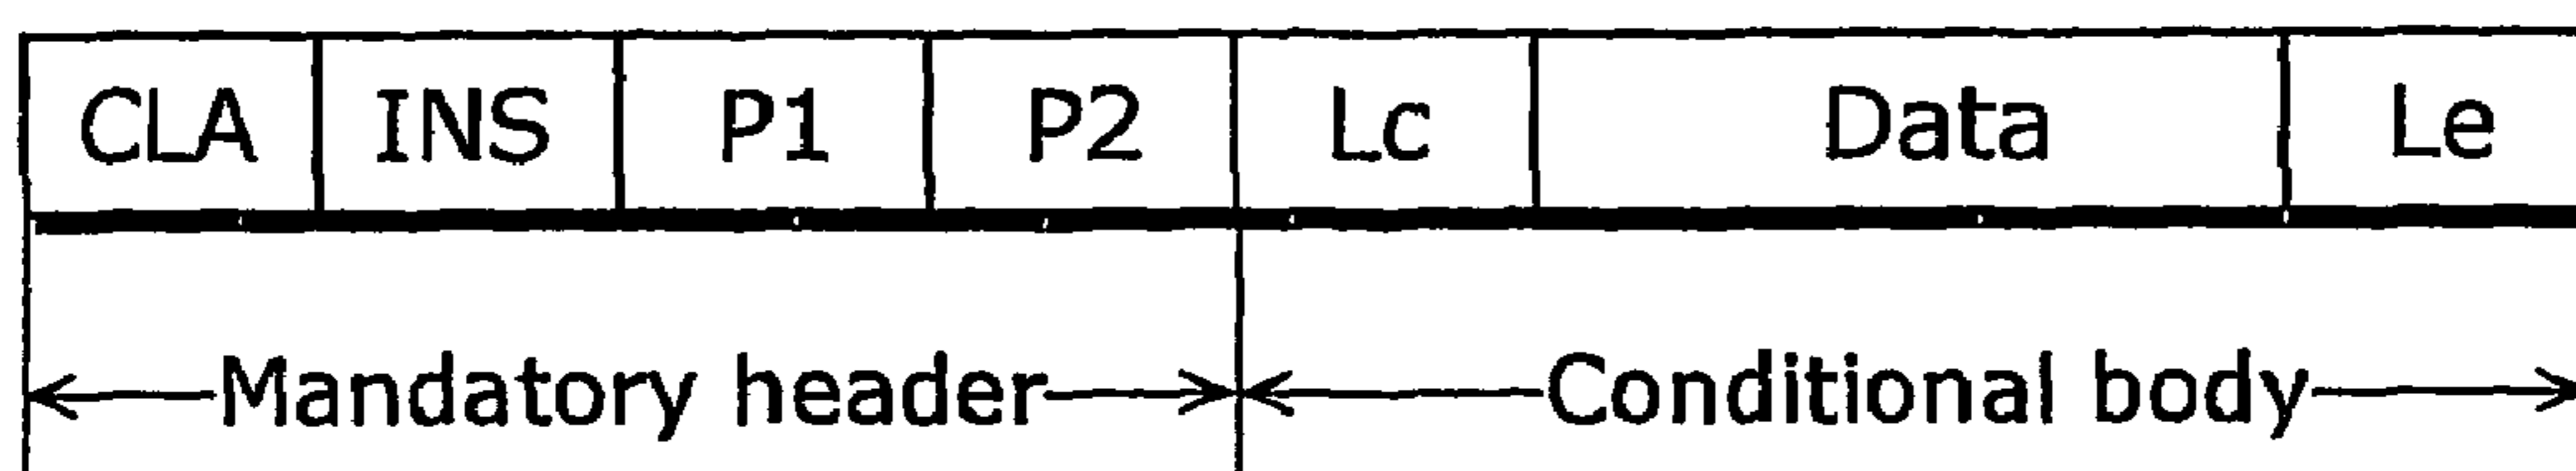 CLA INS P1 P2 Lc Data Le
Mandatory header Conditional body